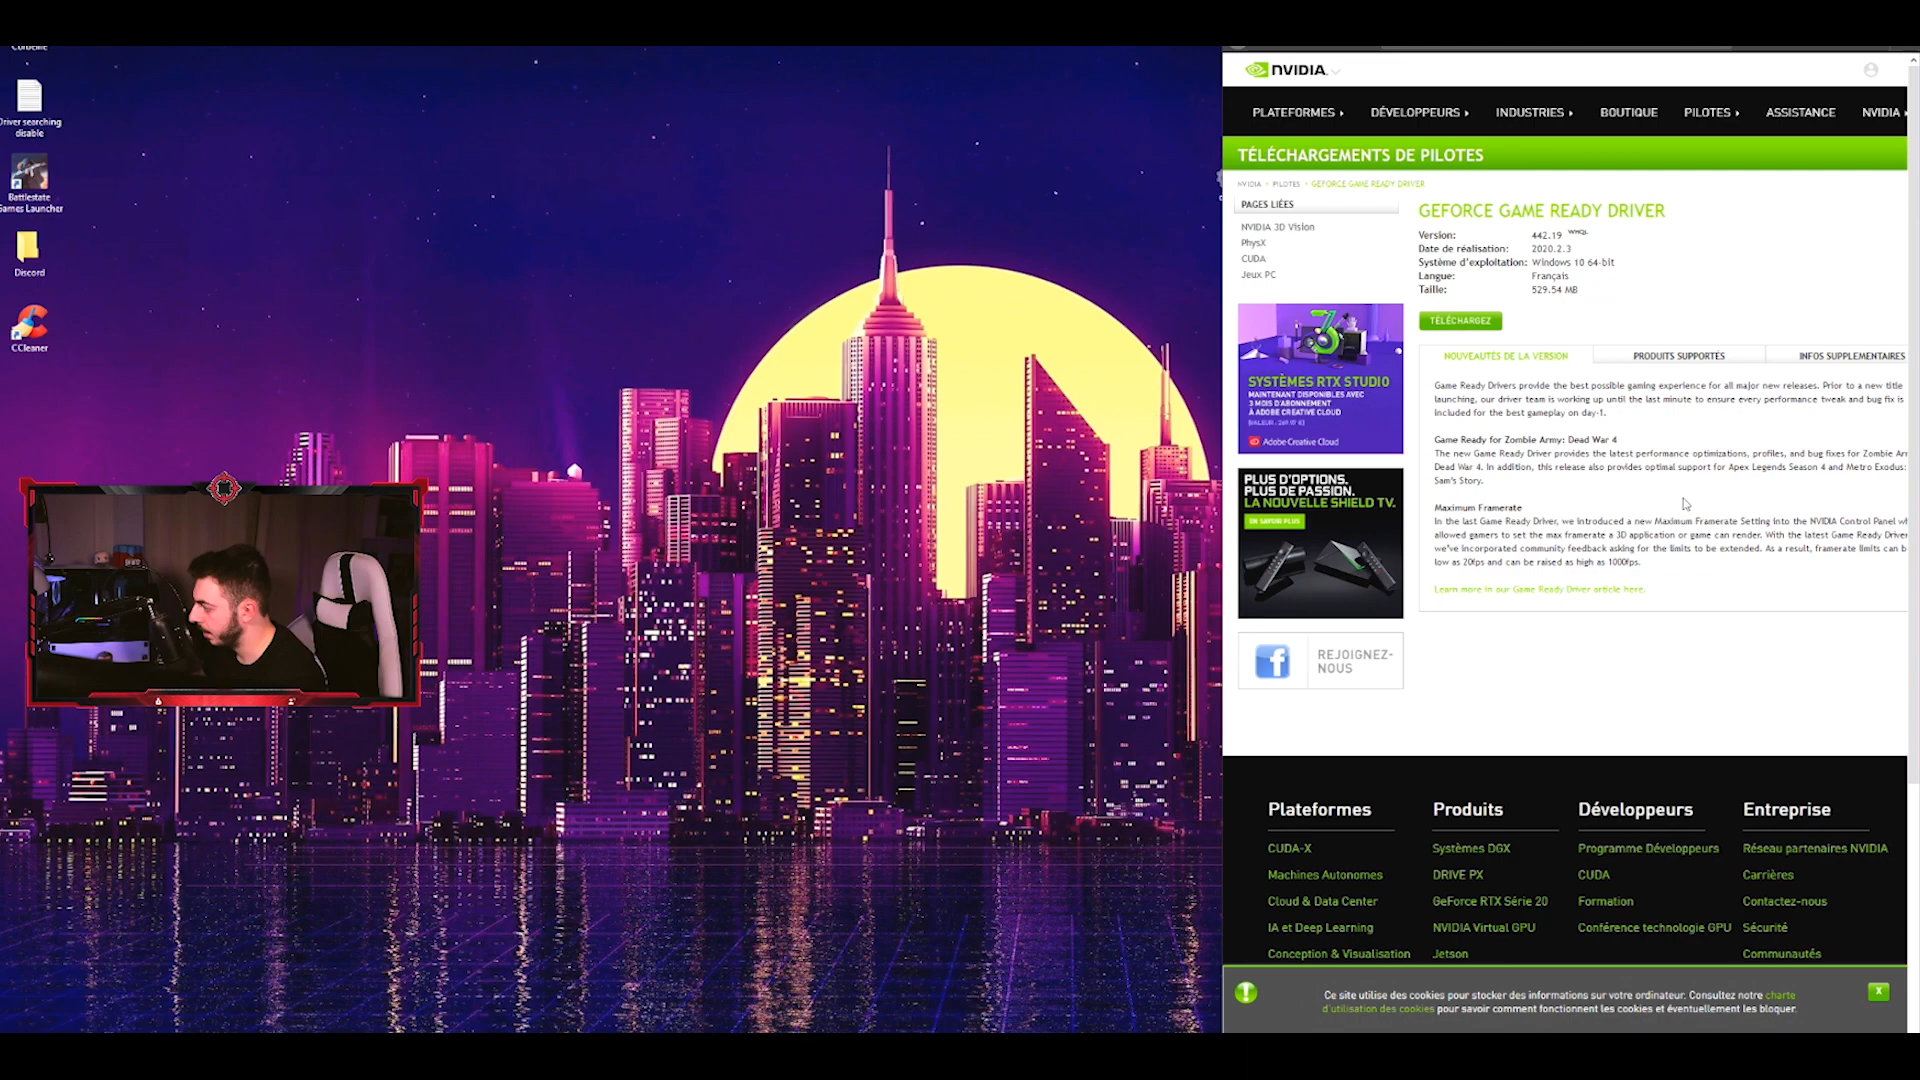 Corbeille
Driver searching
disable
Battlestate
Games Launcher
Discord
CCleaner
NVIDIA.
PLATEFORMES
DÉVELOPPEURS
INDUSTRIES
BOUTIQUE
PILOTES
ASSISTANCE
NVIDIA
TÉLÉCHARGEMENTS DE PILOTES
NVIDIA > PILOTES > GEFORCE GAME READY DRIVER
PAGES LIÉES
NVIDIA 3D Vision
PhysX
CUDA
Jeux PC
SYSTÈMES RTX STUDIO
MAINTENANT DISPONIBLES AVEC
3 MOIS D'ABONNEMENT
À ADOBE CREATIVE CLOUD
Adobe Creative Cloud
PLUS D'OPTIONS.
PLUS DE PASSION.
LA NOUVELLE SHIELD TV.
EN SAVOIR PLUS
REJOIGNEZ-
NOUS
GEFORCE GAME READY DRIVER
Version: 442.19 WHQL
Date de réalisation: 2020.2.3
Système d'exploitation: Windows 10 64-bit
Langue: Français
Taille: 529.54 MB
TÉLÉCHARGEZ
NOUVEAUTÉS DE LA VERSION
PRODUITS SUPPORTÉS
INFOS SUPPLEMENTAIRES
Game Ready Drivers provide the best possible gaming experience for all major new releases. Prior to a new title
launching, our driver team is working up until the last minute to ensure every performance tweak and bug fix is
included for the best gameplay on day-1.
Game Ready for Zombie Army: Dead War 4
The new Game Ready Driver provides the latest performance optimizations, profiles, and bug fixes for Zombie Ar
Dead War 4. In addition, this release also provides optimal support for Apex Legends Season 4 and Metro Exodus:
Sam's Story.
Maximum Framerate
In the last Game Ready Driver, we introduced a new Maximum Framerate Setting into the NVIDIA Control Panel wh
allowed gamers to set the max framerate a 3D application or game can render. With the latest Game Ready Driver
we've incorporated community feedback asking for the limits to be extended. As a result, framerate limits can b
low as 20fps and can be raised as high as 1000fps.
Learn more in our Game Ready Driver article here.
Plateformes
CUDA-X
Machines Autonomes
Cloud & Data Center
IA et Deep Learning
Conception & Visualisation
Produits
Systèmes DGX
DRIVE PX
GeForce RTX Série 20
NVIDIA Virtual GPU
Jetson
Développeurs
Programme Développeurs
CUDA
Formation
Conférence technologie GPU
Entreprise
Réseau partenaires NVIDIA
Carrières
Contactez-nous
Sécurité
Communautés
Ce site utilise des cookies pour stocker des informations sur votre ordinateur. Consultez notre charte
d'utilisation des cookies pour savoir comment fonctionnent les cookies et éventuellement les bloquer.
X